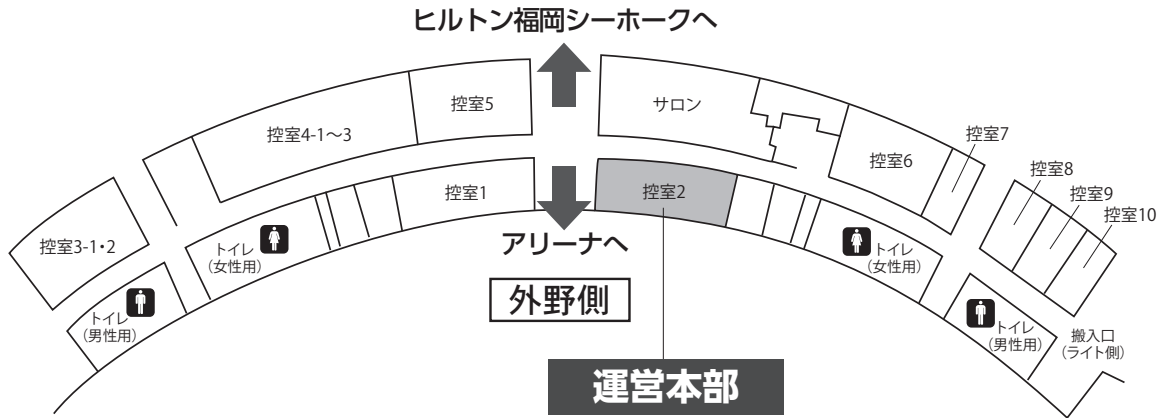 ヒルトン福岡シーホークへ
控室5
サロン
控室4-1～3
控室7
控室6
控室8
控室9
控室10
控室1
控室2
控室3-1・2
トイレ
(女性用)
アリーナへ
トイレ
(女性用)
外野側
トイレ
(男性用)
トイレ
(男性用)
搬入口
(ライト側)
運営本部